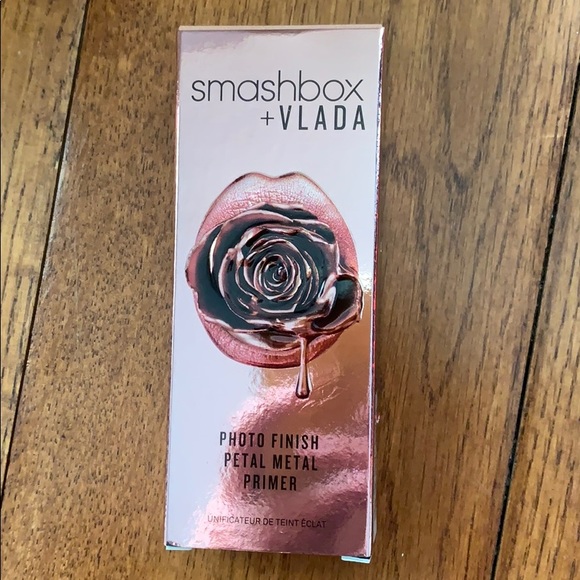 smashbox
+VLADA
PHOTO FINISH
PETAL METAL
PRIMER
UNIFICATEUR DE TEINT ÉCLAT